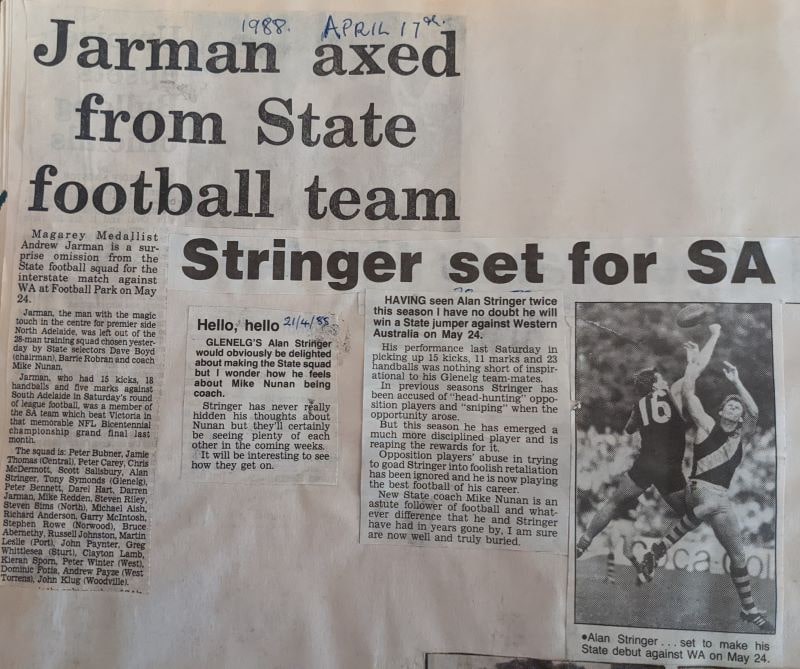 1988. APRIL 17th.
Jarman axed
from State
football team
Magarey Medallist
Andrew Jarman is a sur-
prise omission from the
State football squad for the
interstate match against
WA at Football Park on May
24.
Jarman, the man with the magic
touch in the centre for premier side
North Adelaide, was left out of the
28-man training squad chosen yester-
day by State selectors Dave Boyd
(chairman), Barrie Robran and coach
Mike Nunan.
Jarman, who had 15 kicks, 18
handballs and five marks against
South Adelaide in Saturday's round
of league football, was a member of
the SA team which beat Victoria in
that memorable NFL Bicentennial
championship grand final last
month.
The squad is: Peter Bubner, Jamie
Thomas (Central), Peter Carey, Chris
McDermott, Scott Salisbury, Alan
Stringer, Tony Symonds (Glenelg),
Peter Bennett, Darel Hart, Darren
Jarman, Mike Redden, Steven Riley,
Steven Sims (North), Michael Aish,
Richard Anderson, Garry McIntosh,
Stephen Rowe (Norwood), Bruce
Abernethy, Russell Johnston, Martin
Leslie (Port), John Paynter, Greg
Whittlesea (Sturt), Clayton Lamb,
Kieran Sporn, Peter Winter (West),
Dominic Fotia, Andrew Payze (West
Torrens), John Klug (Woodville).
Stringer set for SA
Hello, hello 21/4/88
GLENELG'S Alan Stringer
would obviously be delighted
about making the State squad
but I wonder how he feels
about Mike Nunan being
coach.
Stringer has never really
hidden his thoughts about
Nunan but they'll certainly
be seeing plenty of each
other in the coming weeks.
It will be interesting to see
how they get on.
HAVING seen Alan Stringer twice
this season I have no doubt he will
win a State jumper against Western
Australia on May 24.
His performance last Saturday in
picking up 15 kicks, 11 marks and 23
handballs was nothing short of inspir-
ational to his Glenelg team-mates.
In previous seasons Stringer has
been accused of "head-hunting" oppo-
sition players and "sniping" when the
opportunity arose.
But this season he has emerged a
much more disciplined player and is
reaping the rewards for it.
Opposition players' abuse in trying
to goad Stringer into foolish retaliation
has been ignored and he is now playing
the best football of his career.
New State coach Mike Nunan is an
astute follower of football and what-
ever difference that he and Stringer
have had in years gone by, I am sure
are now well and truly buried.
16
oca-co
•Alan Stringer . . . set to make his
State debut against WA on May 24.